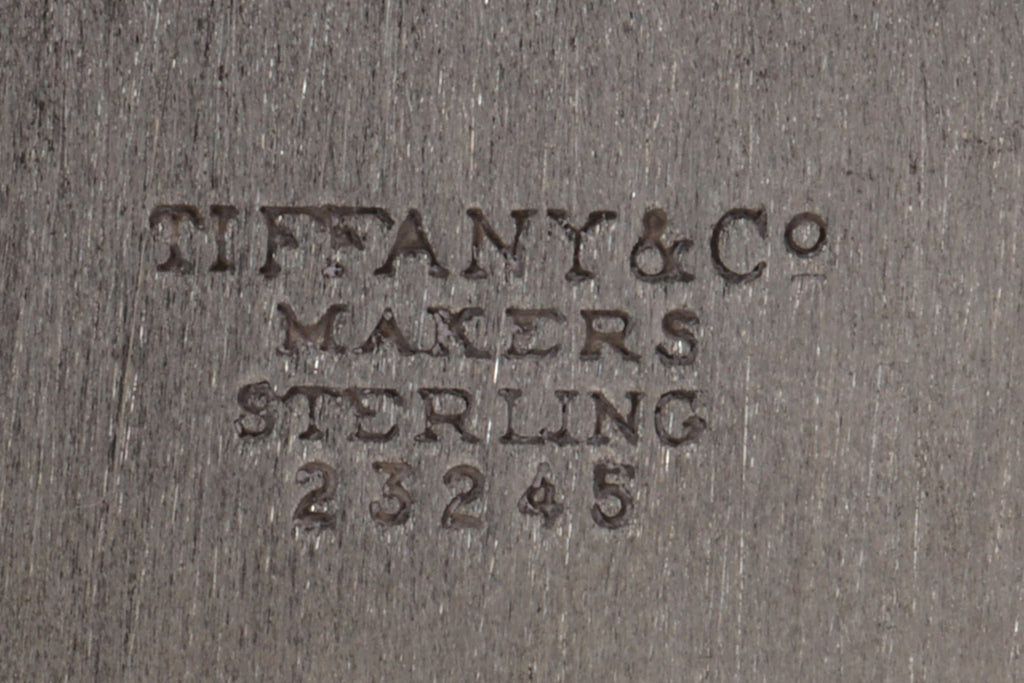 TIFFANY & Cº
MAKERS
STERLING
23245